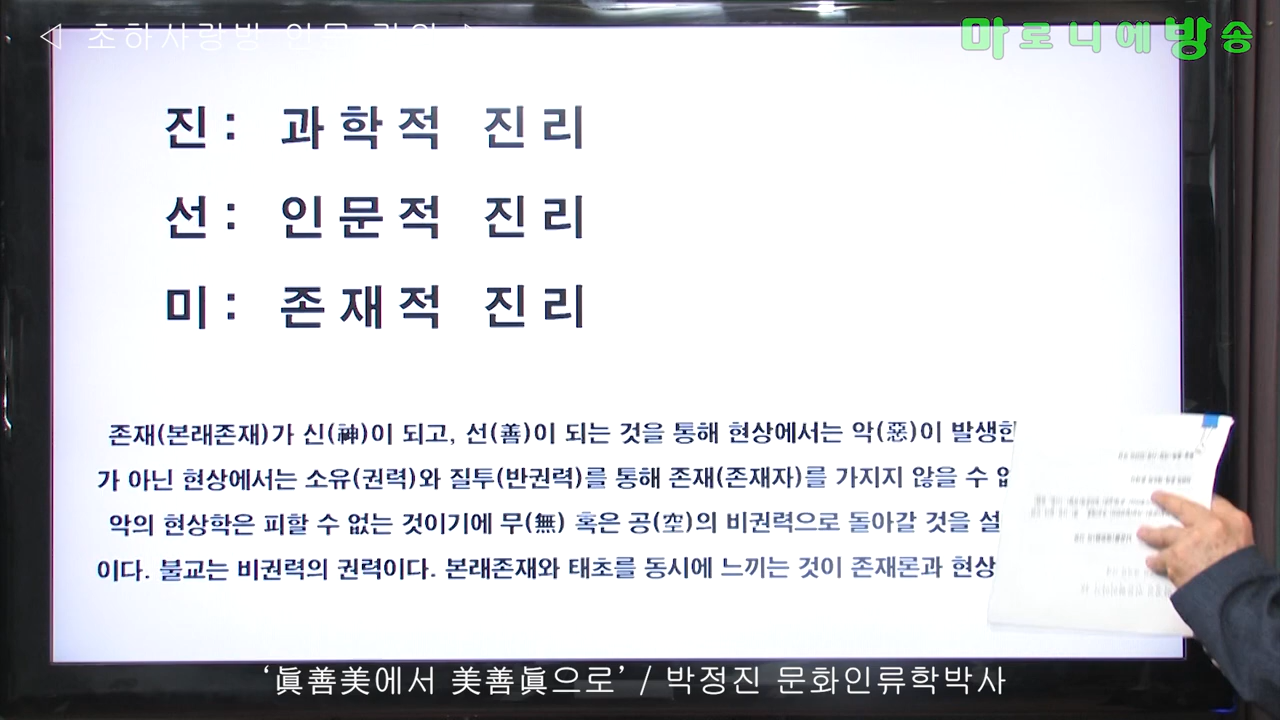 ◁ 초하사랑방 인문 강의 ▷
마로니에방송
진: 과학적 진리
선: 인문적 진리
미: 존재적 진리
존재(본래존재)가 신(神)이 되고, 선(善)이 되는 것을 통해 현상에서는 악(惡)이 발생한
가 아닌 현상에서는 소유(권력)와 질투(반권력)를 통해 존재(존재자)를 가지지 않을 수
악의 현상학은 피할 수 없는 것이기에 무(無) 혹은 공(空)의 비권력으로 돌아갈 것을 설
이다. 불교는 비권력의 권력이다. 본래존재와 태초를 동시에 느끼는 것이 존재론과 현상
‘眞善美에서 美善眞으로’ / 박정진 문화인류학박사